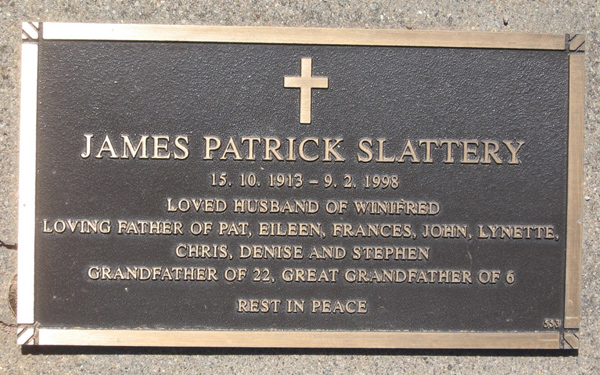 JAMES PATRICK SLATTERY
15. 10. 1913 – 9. 2. 1998
LOVED HUSBAND OF WINIFRED
LOVING FATHER OF PAT, EILEEN, FRANCES, JOHN, LYNETTE,
CHRIS, DENISE AND STEPHEN
GRANDFATHER OF 22, GREAT GRANDFATHER OF 6
REST IN PEACE